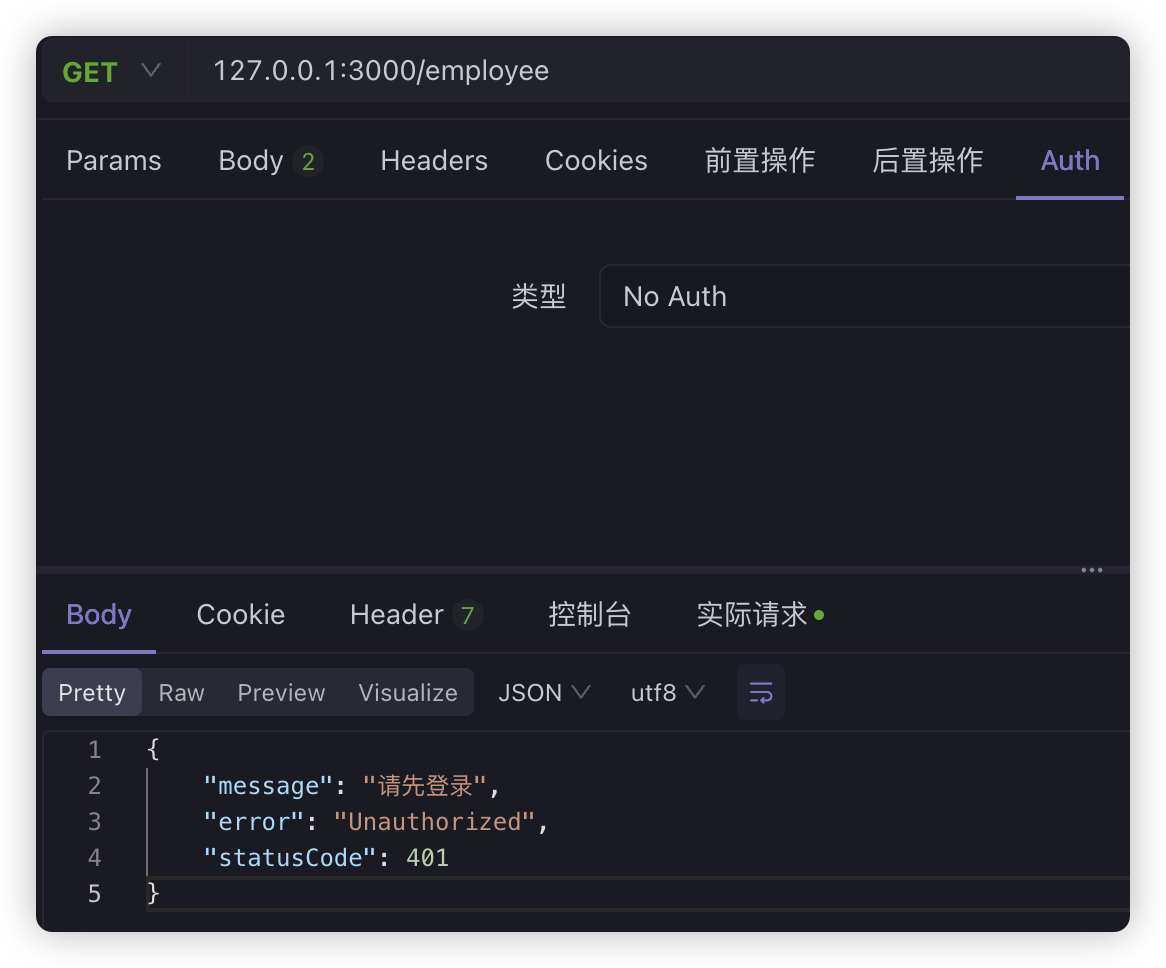 GET 127.0.0.1:3000/employee
Params Body 2 Headers Cookies 前置操作 后置操作 Auth
类型 No Auth
Body Cookie Header 7 控制台 实际请求
Pretty Raw Preview Visualize JSON utf8
1 {
2 "message": "请先登录",
3 "error": "Unauthorized",
4 "statusCode": 401
5 }